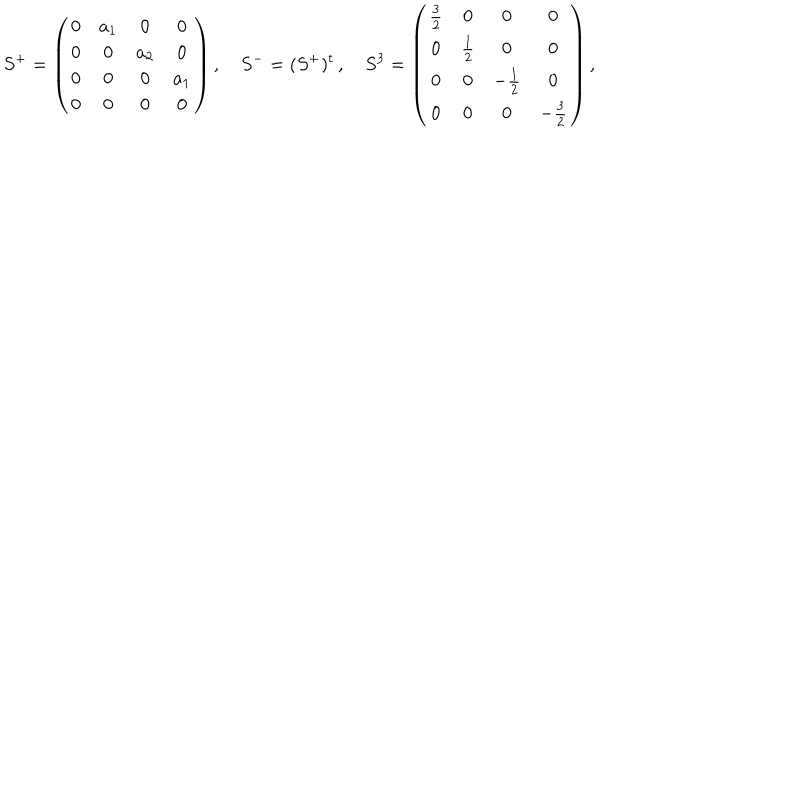 S^+ = \begin{pmatrix} 0 & a_1 & 0 & 0 \\ 0 & 0 & a_2 & 0 \\ 0 & 0 & 0 & a_1 \\ 0 & 0 & 0 & 0 \end{pmatrix} , \quad S^- = (S^+)^t , \quad S^3 = \begin{pmatrix} \frac{3}{2} & 0 & 0 & 0 \\ 0 & \frac{1}{2} & 0 & 0 \\ 0 & 0 & -\frac{1}{2} & 0 \\ 0 & 0 & 0 & -\frac{3}{2} \end{pmatrix} ,